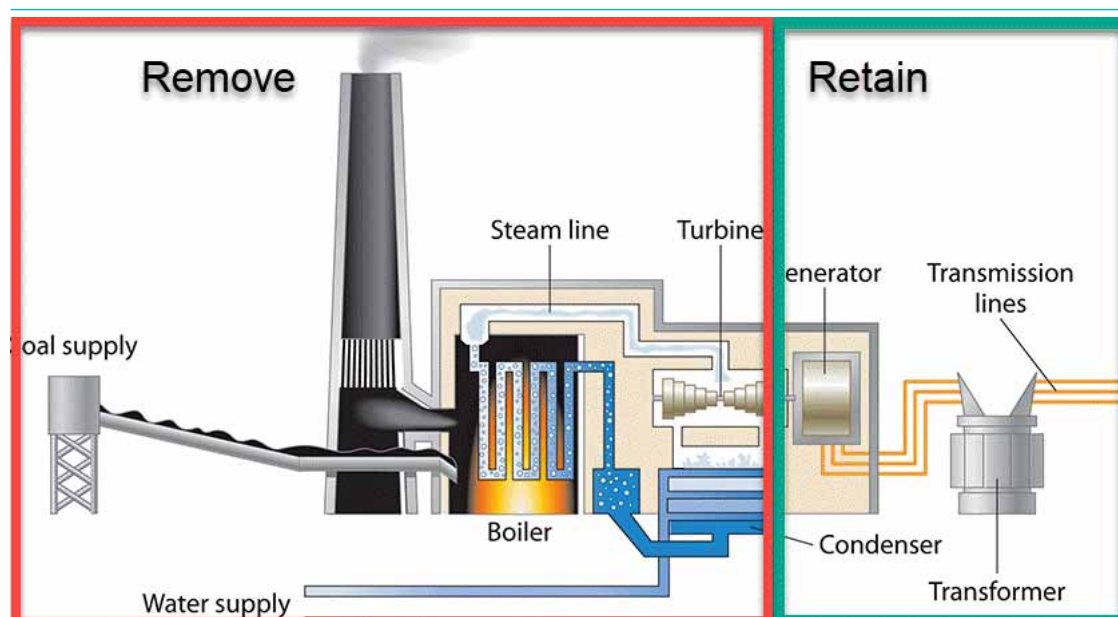 Remove
Retain
Steam line
Turbine
enerator
Transmission
lines
oal supply
Boiler
Condenser
Water supply
Transformer